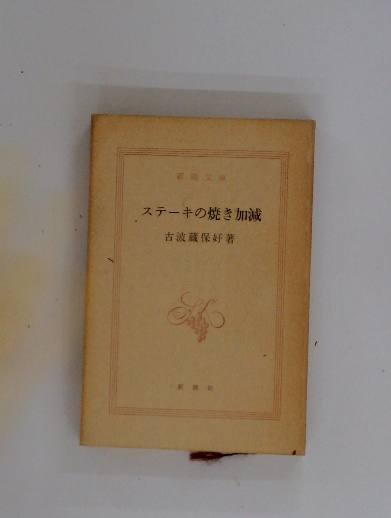 新潮文庫
ステーキの焼き加減
古波蔵保好著
新潮社